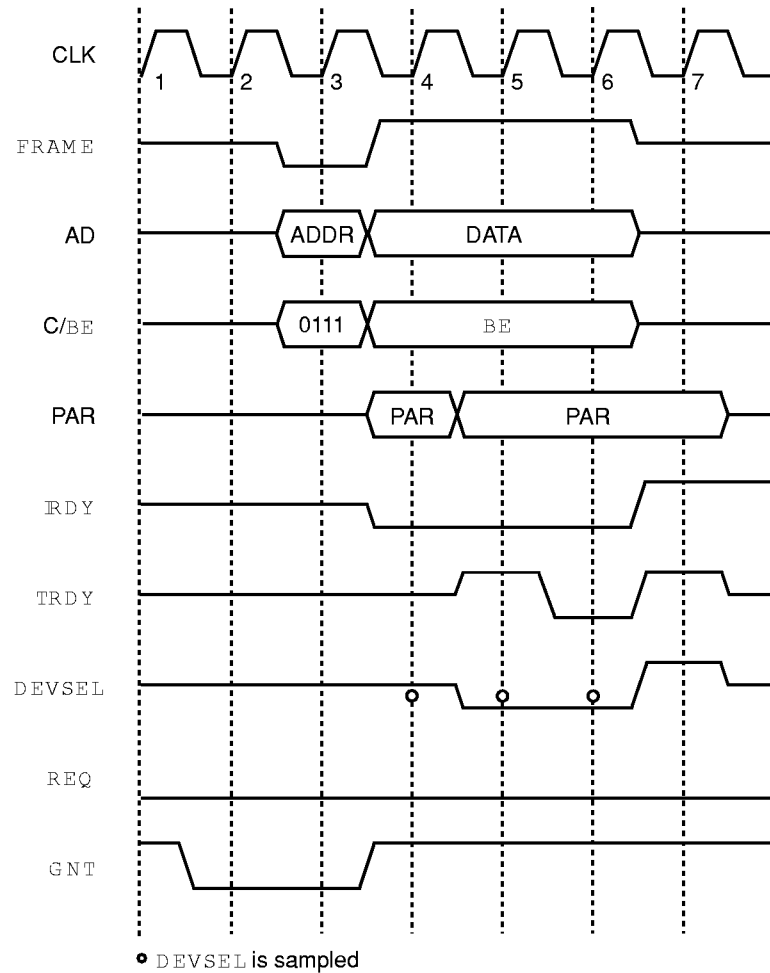 CLK
1 2 3 4 5 6 7
FRAME
AD
ADDR
DATA
C/BE
0111
BE
PAR
PAR
PAR
IRDY
TRDY
DEVSEL
REQ
GNT
DEVSEL is sampled